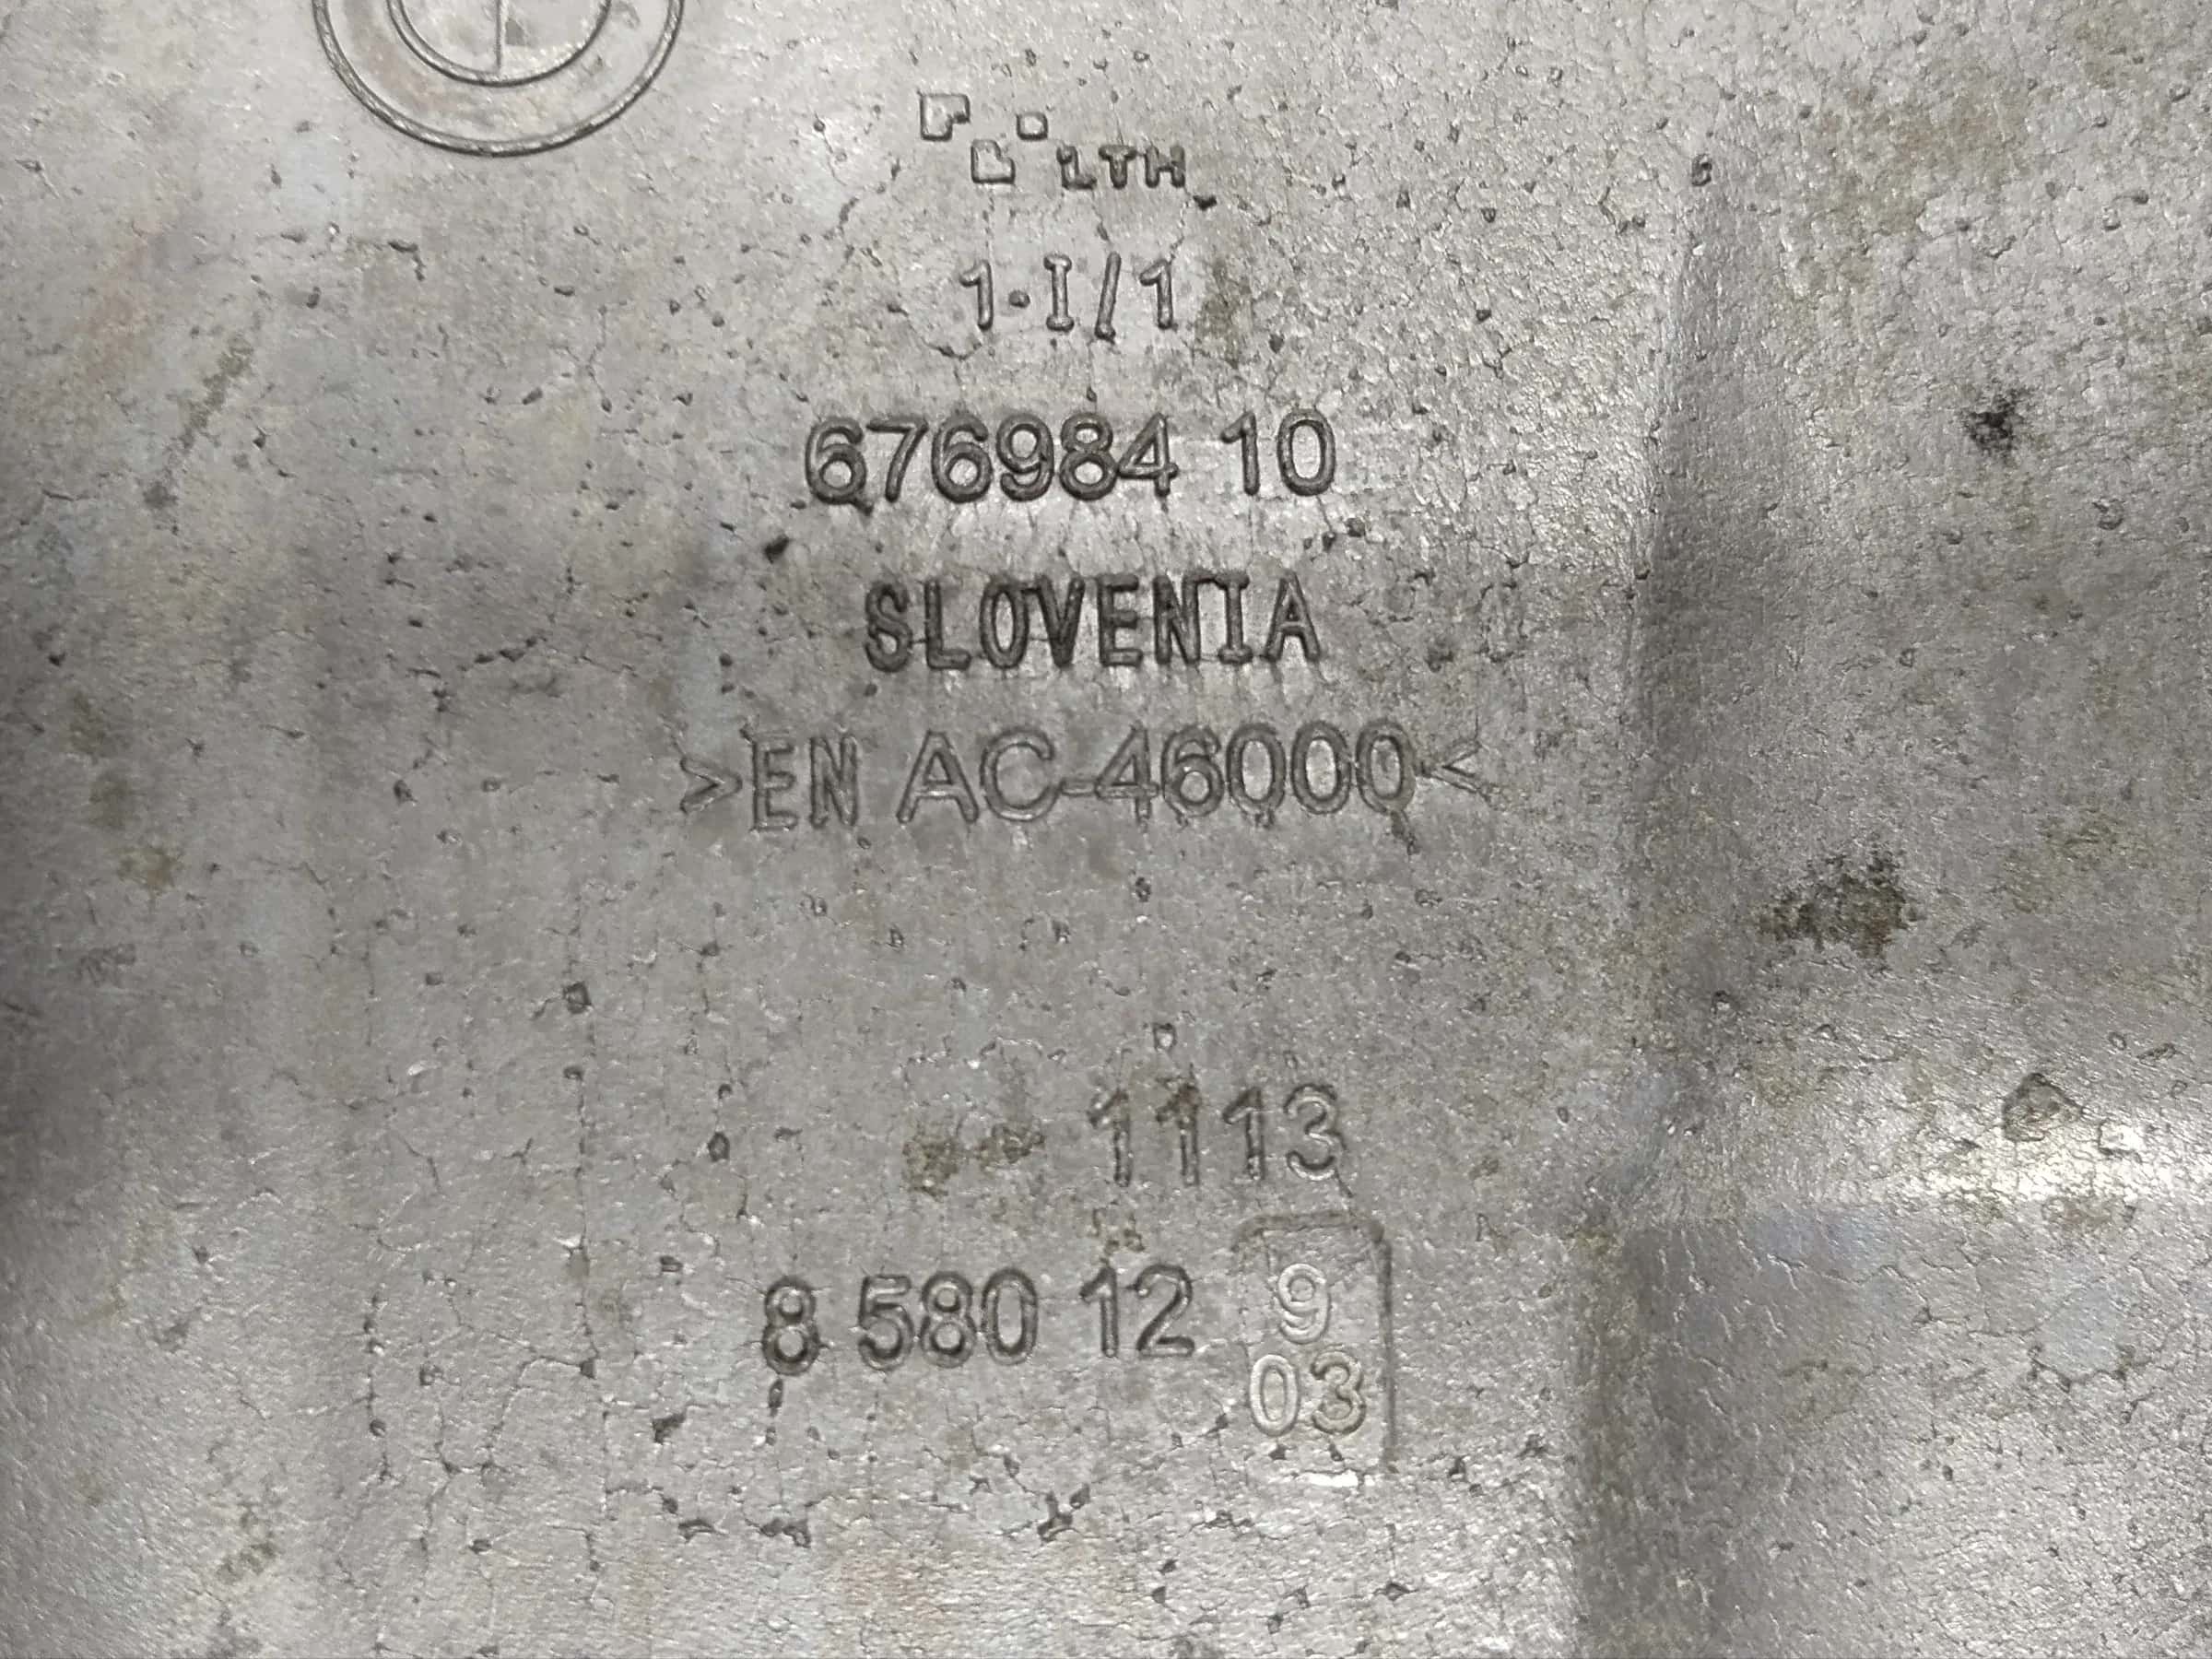 LTH
1·I/1
676984 10
SLOVENIA
>EN AC-46000<
1113
8 580 12 9
03